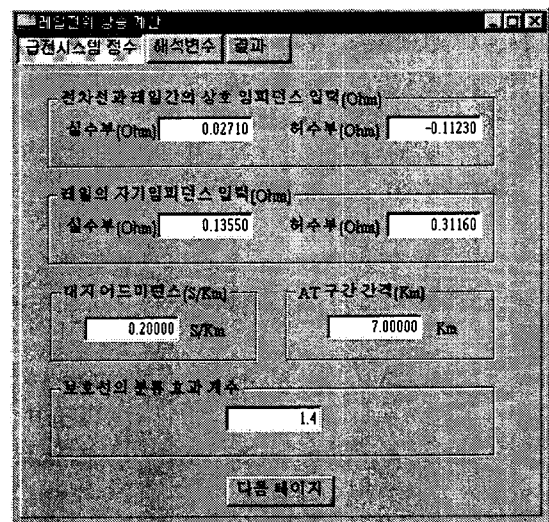 레일전위 상승 계산
급전시스템 정수 해석변수 결과
전차선과 레일간의 상호 임피던스 입력(Ohm)
실수부(Ohm) 0.02710 허수부(Ohm) -0.11230
레일의 자기임피던스 입력(Ohm)
실수부(Ohm) 0.13550 허수부(Ohm) 0.31160
대지 어드미턴스(S/Km) AT 구간 간격(Km)
0.20000 S/Km 7.00000 Km
보호선의 분류 효과 계수
1.4
다음 페이지